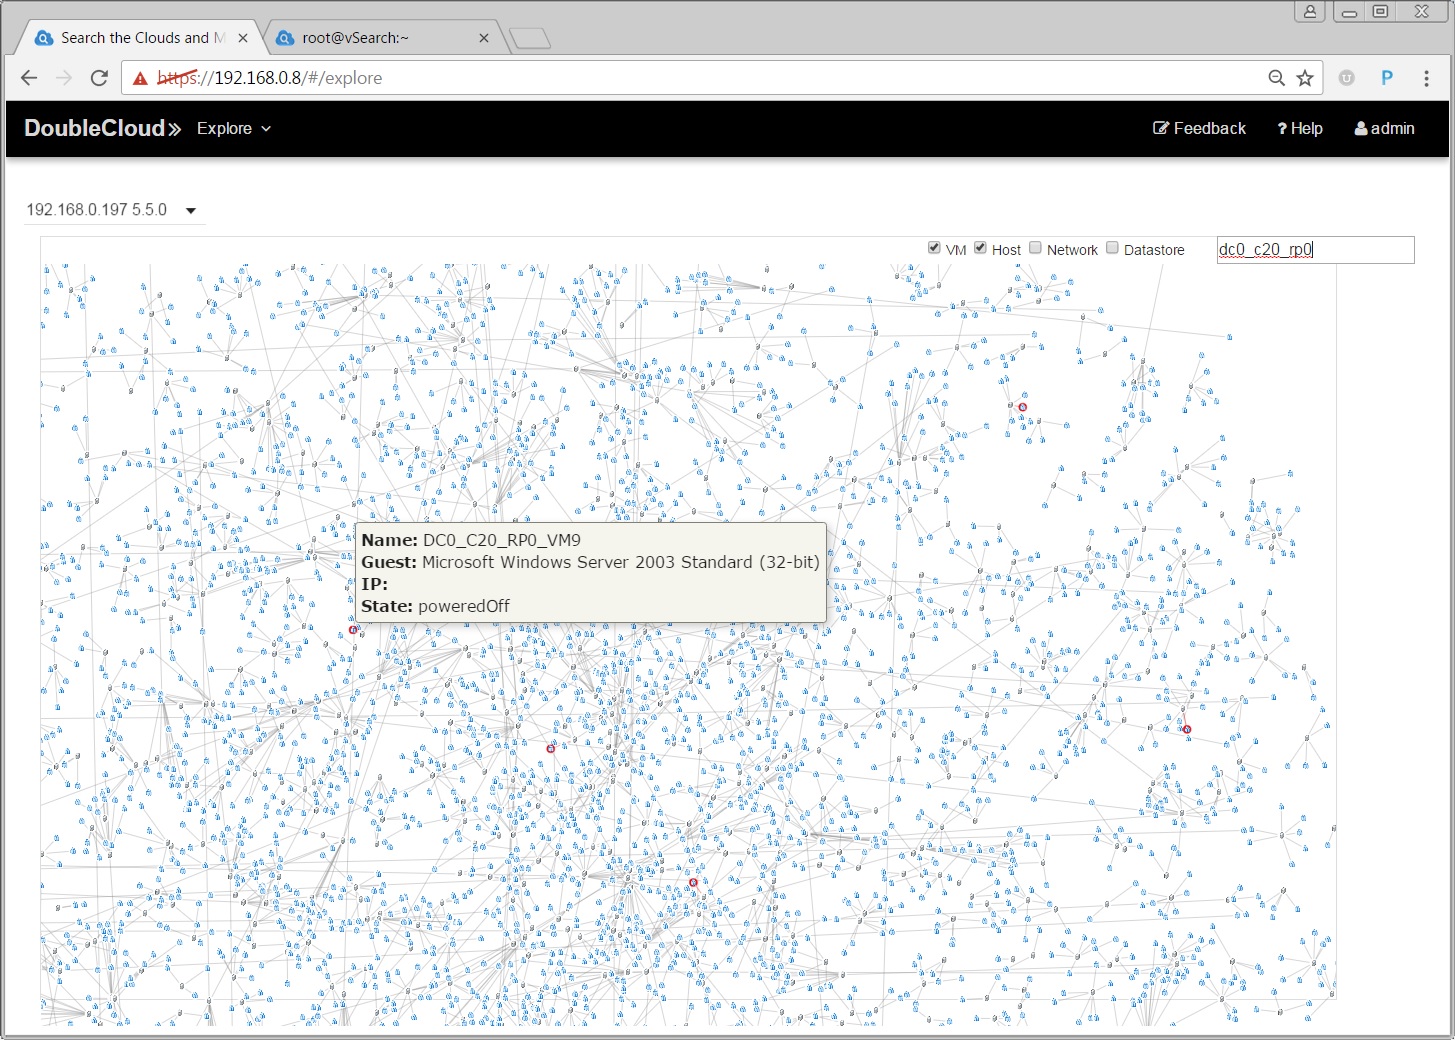 Search the Clouds and M
root@vSearch:~
https://192.168.0.8/#/explore
P
DoubleCloud» Explore
Feedback
? Help
admin
192.168.0.197 5.5.0
VM Host Network Datastore
dc0_c20_rp0
Name: DC0_C20_RP0_VM9
Guest: Microsoft Windows Server 2003 Standard (32-bit)
IP:
State: poweredOff